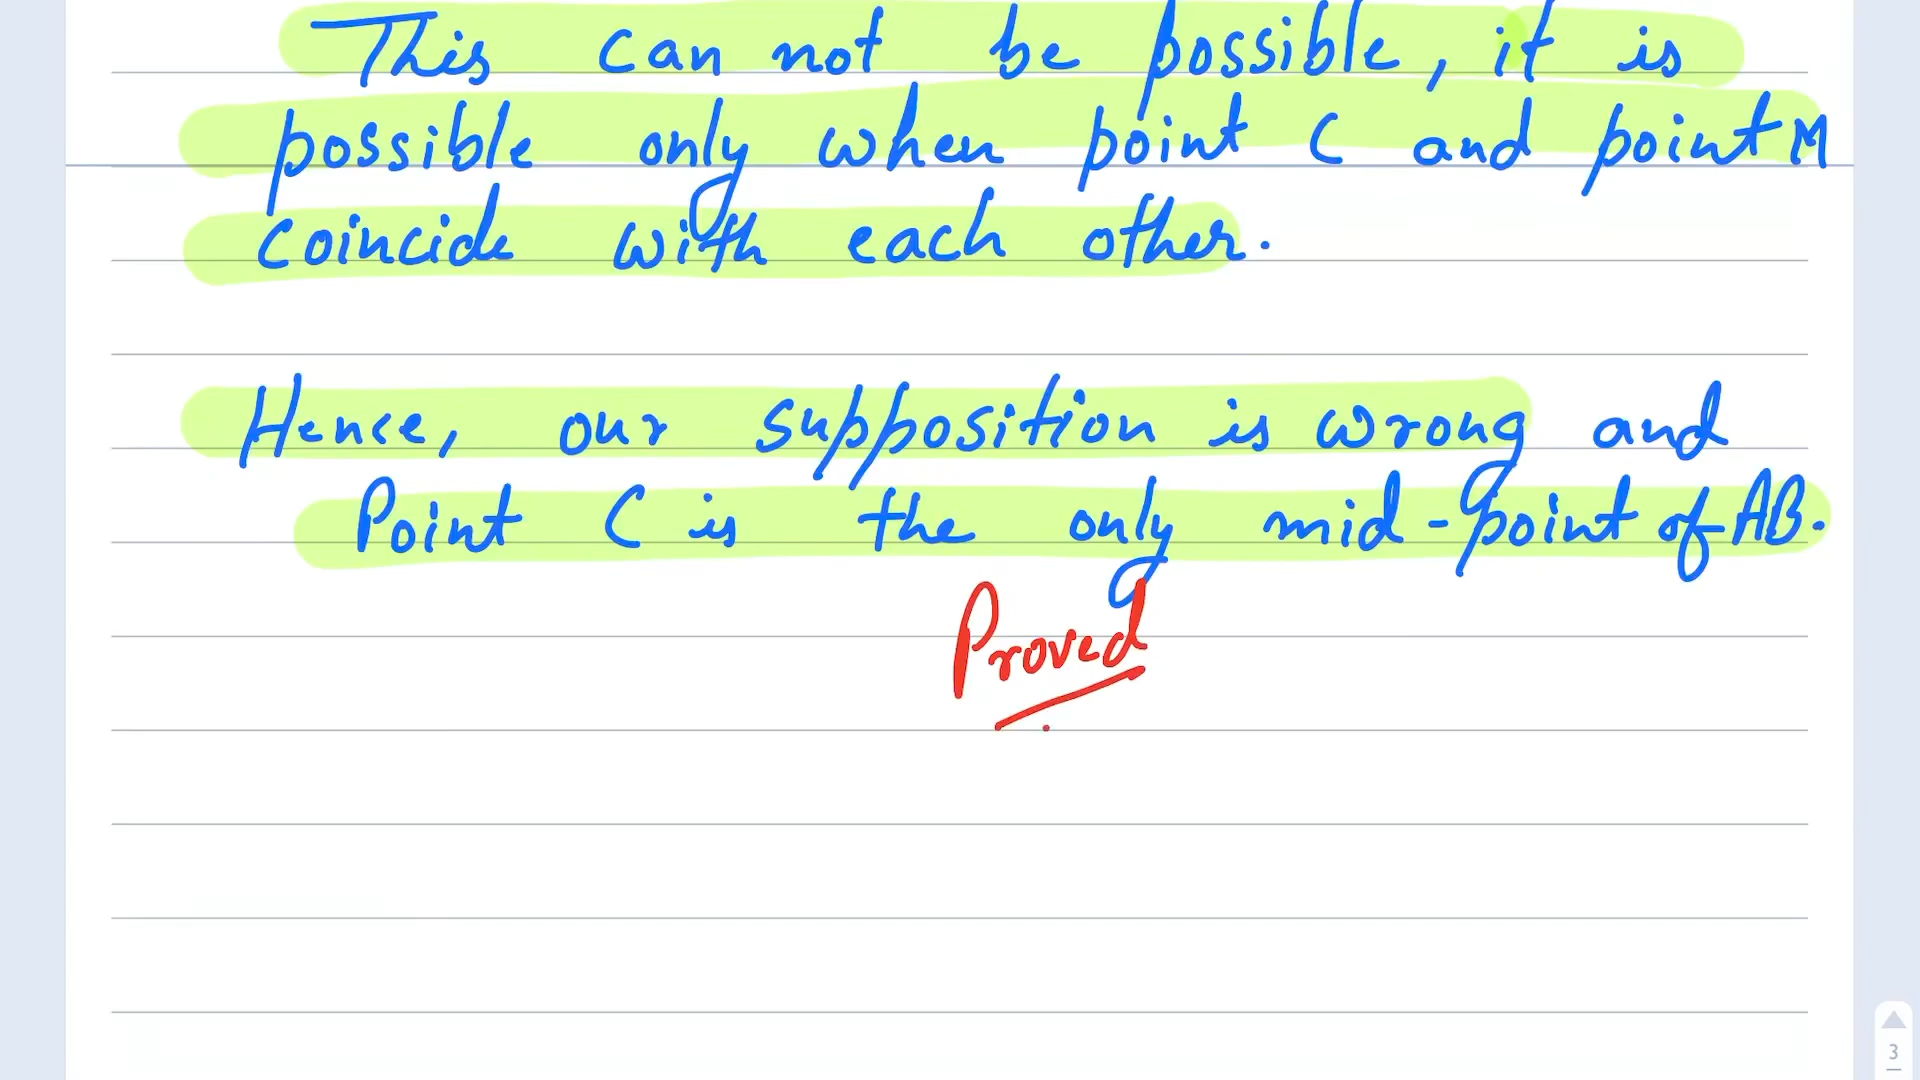 This can not be possible, it is
possible only when point C and point M
coincide with each other.
Hence, our supposition is wrong and
Point C is the only mid-point of AB.
Proved
3